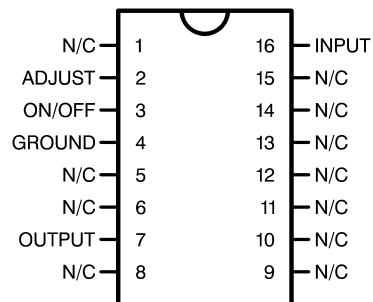 N/C 1 16 INPUT
ADJUST 2 15 N/C
ON/OFF 3 14 N/C
GROUND 4 13 N/C
N/C 5 12 N/C
N/C 6 11 N/C
OUTPUT 7 10 N/C
N/C 8 9 N/C